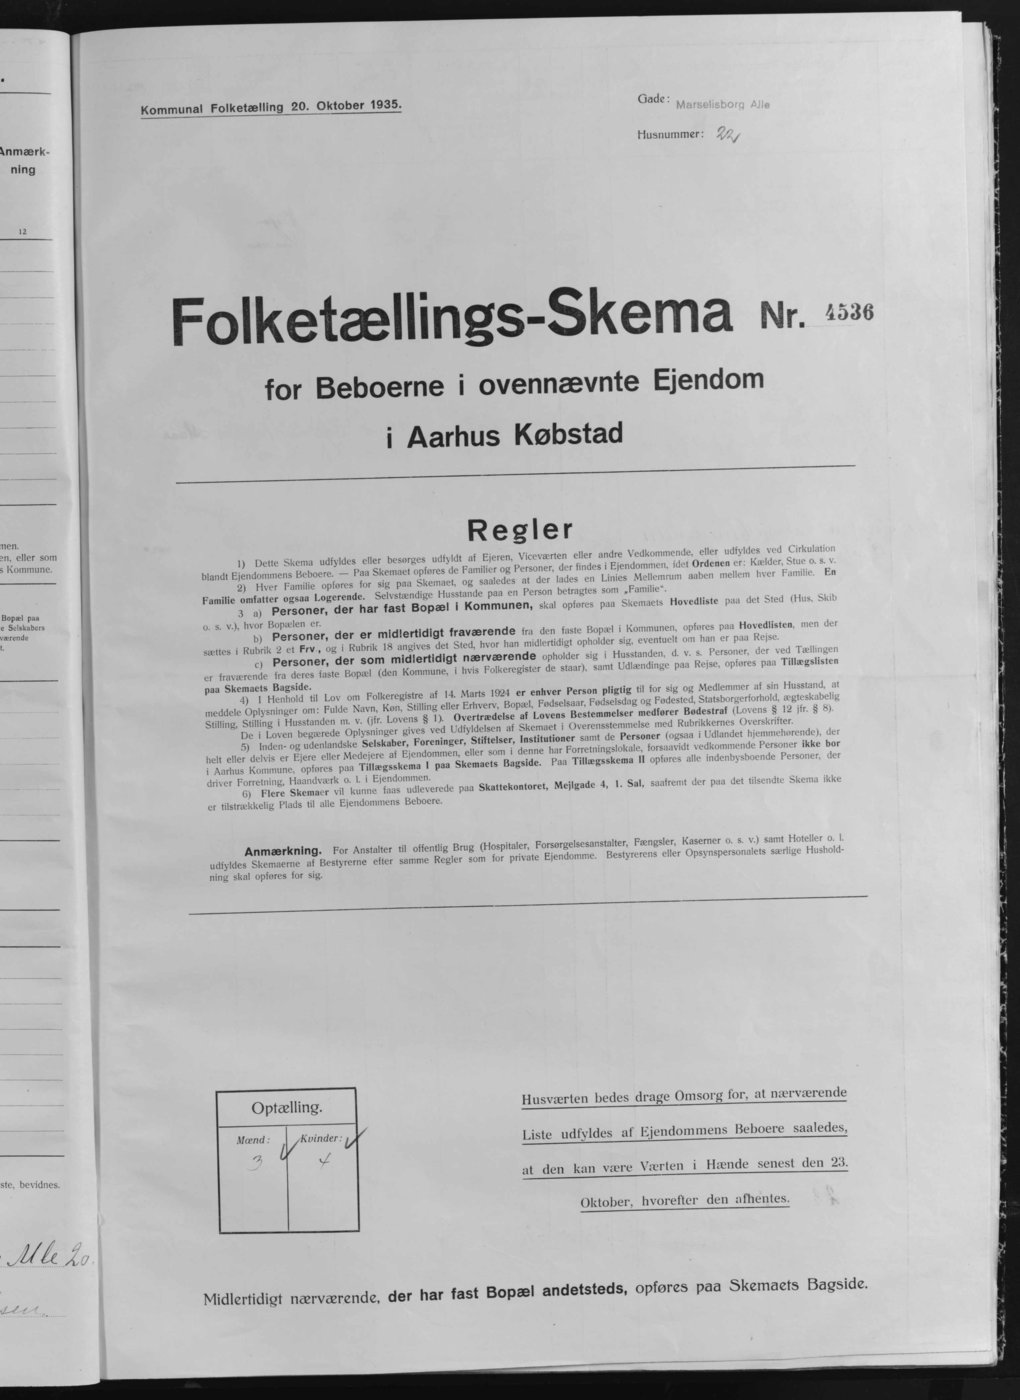 Anmærk-
ning
12
men.
en, eller som
s Kommune.
Bopæl paa
e Selskabers
værende
t.
ste, bevidnes.
Alle 20.
sen.
Kommunal Folketælling 20. Oktober 1935.
Gade: Marselisborg Alle
Husnummer: 22
Folketællings-Skema Nr. 4536
for Beboerne i ovennævnte Ejendom
i Aarhus Købstad
Regler
1) Dette Skema udfyldes eller besørges udfyldt af Ejeren, Viceværten eller andre Vedkommende, eller udfyldes ved Cirkulation
blandt Ejendommens Beboere. — Paa Skemaet opføres de Familier og Personer, der findes i Ejendommen, idet Ordenen er: Kælder, Stue o. s. v.
2) Hver Familie opføres for sig paa Skemaet, og saaledes at der lades en Linies Mellemrum aaben mellem hver Familie. En
Familie omfatter ogsaa Logerende. Selvstændige Husstande paa en Person betragtes som „Familie“.
3 a) Personer, der har fast Bopæl i Kommunen, skal opføres paa Skemaets Hovedliste paa det Sted (Hus, Skib
o. s. v.), hvor Bopælen er.
b) Personer, der er midlertidigt fraværende fra den faste Bopæl i Kommunen, opføres paa Hovedlisten, men der
sættes i Rubrik 2 et Frv., og i Rubrik 18 angives det Sted, hvor han midlertidigt opholder sig, eventuelt om han er paa Rejse.
c) Personer, der som midlertidigt nærværende opholder sig i Husstanden, d. v. s. Personer, der ved Tællingen
er fraværende fra deres faste Bopæl (den Kommune, i hvis Folkeregister de staar), samt Udlændinge paa Rejse, opføres paa Tillægslisten
paa Skemaets Bagside.
4) I Henhold til Lov om Folkeregistre af 14. Marts 1924 er enhver Person pligtig til for sig og Medlemmer af sin Husstand, at
meddele Oplysninger om: Fulde Navn, Køn, Stilling eller Erhverv, Bopæl, Fødselsaar, Fødselsdag og Fødested, Statsborgerforhold, ægteskabelig
Stilling, Stilling i Husstanden m. v. (jfr. Lovens § 1). Overtrædelse af Lovens Bestemmelser medfører Bødestraf (Lovens § 12 jfr. § 8).
De i Loven begærede Oplysninger gives ved Udfyldelsen af Skemaet i Overensstemmelse med Rubrikkernes Overskrifter.
5) Inden- og udenlandske Selskaber, Foreninger, Stiftelser, Institutioner samt de Personer (ogsaa i Udlandet hjemmehørende), der
helt eller delvis er Ejere eller Medejere af Ejendommen, eller som i denne har Forretningslokale, forsaavidt vedkommende Personer ikke bor
i Aarhus Kommune, opføres paa Tillægsskema I paa Skemaets Bagside. Paa Tillægsskema II opføres alle indenbysboende Personer, der
driver Forretning, Haandværk o. l. i Ejendommen.
6) Flere Skemaer vil kunne faas udleverede paa Skattekontoret, Mejlgade 4, 1. Sal, saafremt der paa det tilsendte Skema ikke
er tilstrækkelig Plads til alle Ejendommens Beboere.
Anmærkning. For Anstalter til offentlig Brug (Hospitaler, Forsørgelsesanstalter, Fængsler, Kaserner o. s. v.) samt Hoteller o. l.
udfyldes Skemaerne af Bestyrerne efter samme Regler som for private Ejendomme. Bestyrerens eller Opsynspersonalets særlige Hushold-
ning skal opføres for sig.
Optælling.
Mænd: Kvinder:
3 4
Husværten bedes drage Omsorg for, at nærværende
Liste udfyldes af Ejendommens Beboere saaledes,
at den kan være Værten i Hænde senest den 23.
Oktober, hvorefter den afhentes.
Midlertidigt nærværende, der har fast Bopæl andetsteds, opføres paa Skemaets Bagside.